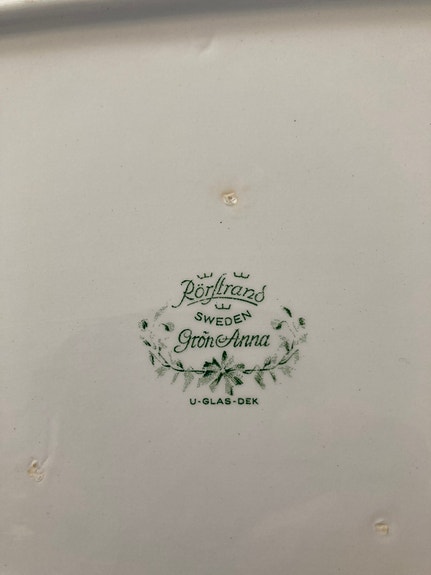 Rörstrand
SWEDEN
Grön Anna
U-GLAS-DEK